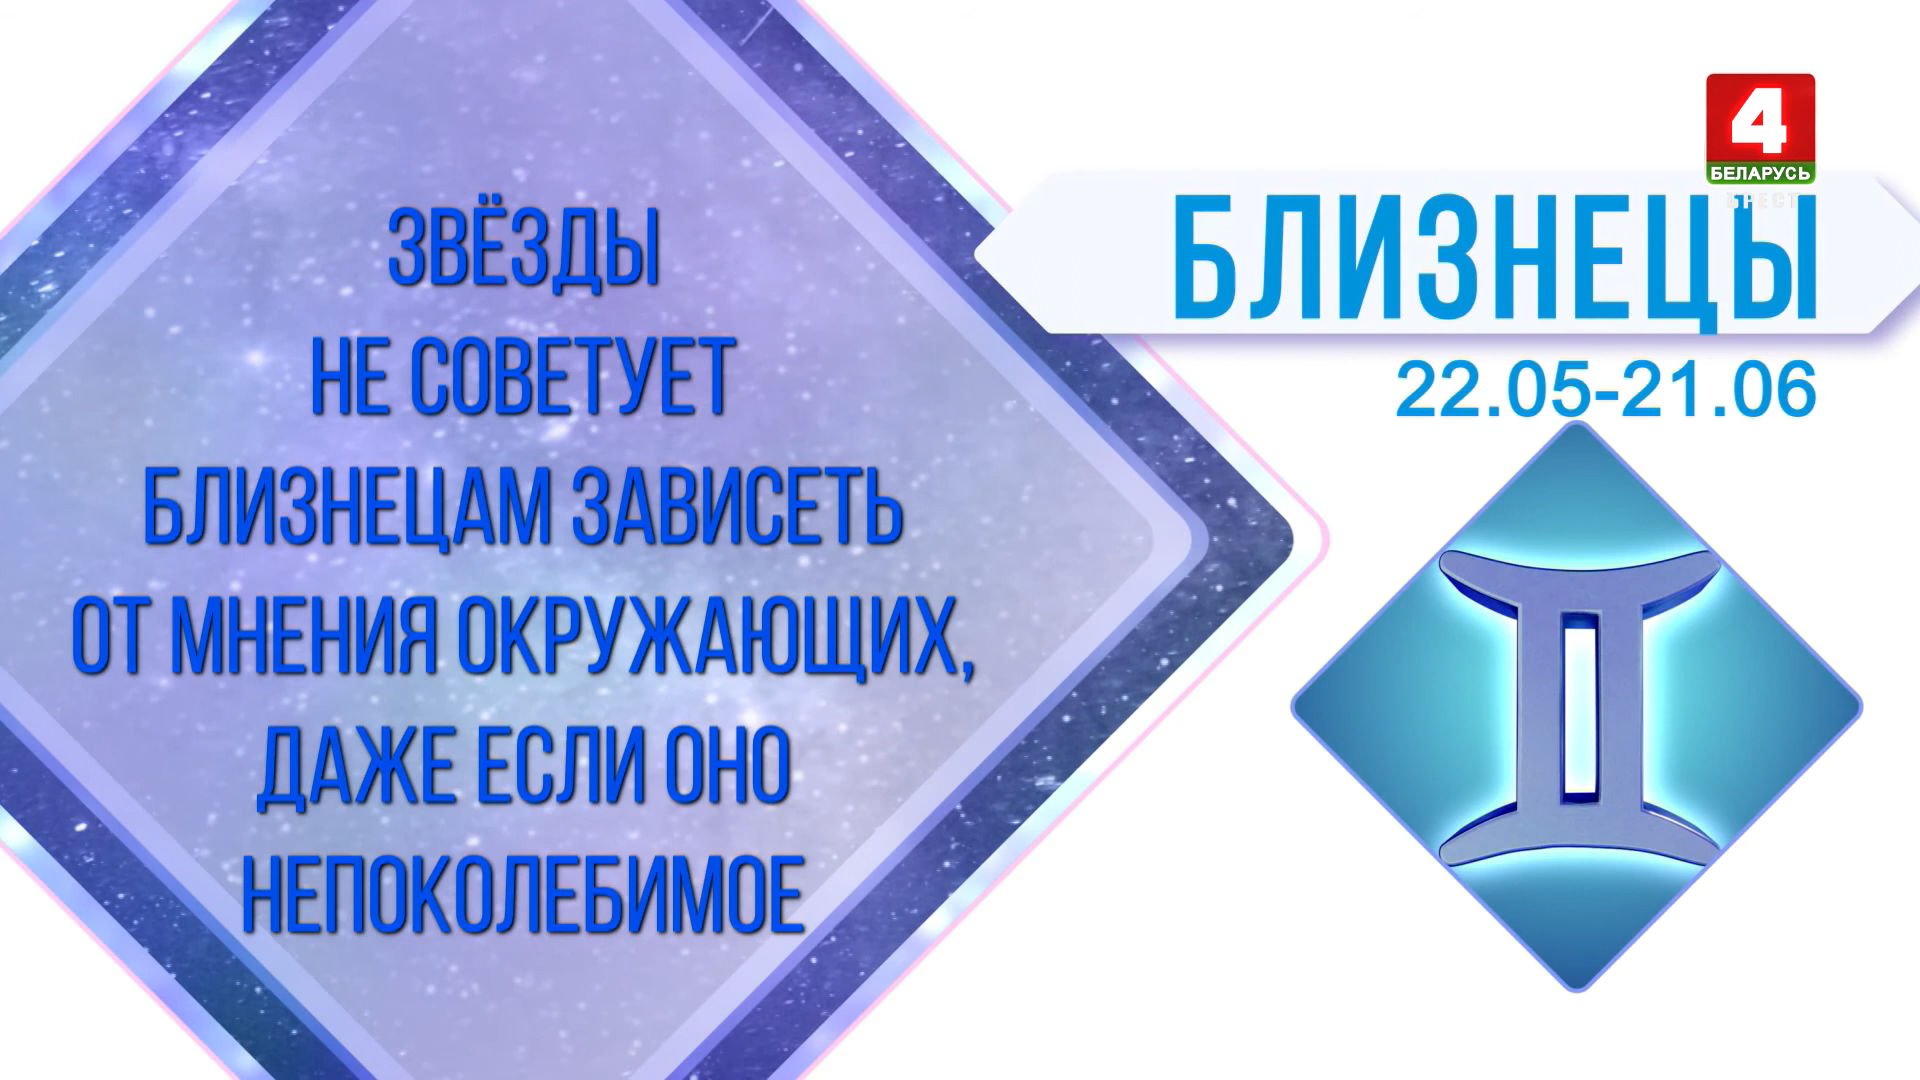 ЗВЁЗДЫ
НЕ СОВЕТУЕТ
БЛИЗНЕЦАМ ЗАВИСЕТЬ
ОТ МНЕНИЯ ОКРУЖАЮЩИХ,
ДАЖЕ ЕСЛИ ОНО
НЕПОКОЛЕБИМОЕ
4
БЕЛАРУСЬ
БРЕСТ
БЛИЗНЕЦЫ
22.05-21.06